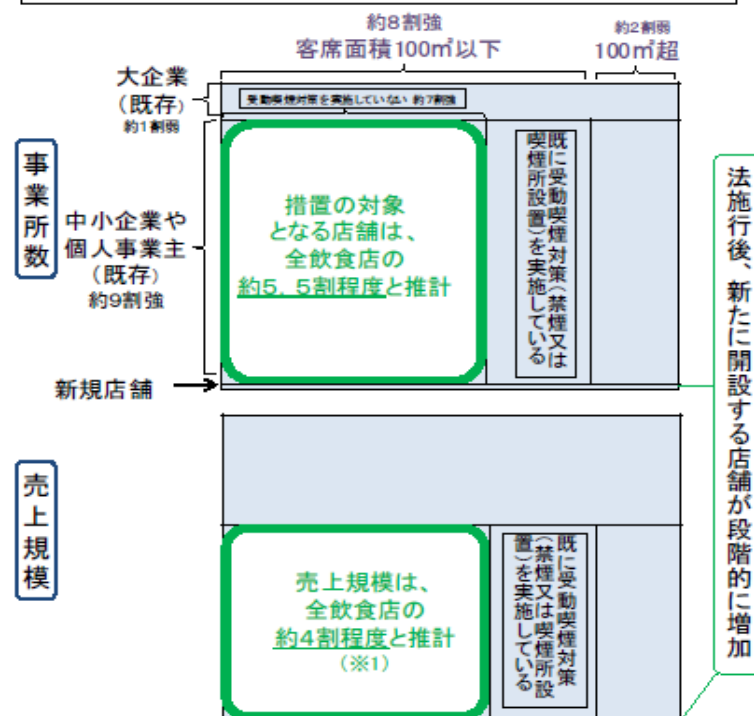 約8割強
客席面積100㎡以下
約2割弱
100㎡超
大企業
(既存)
約1割弱
受動喫煙対策を実施していない 約7割強
事業所数
中小企業や
個人事業主
(既存)
約9割強
措置の対象
となる店舗は、
全飲食店の
約5．5割程度と推計
既に受動喫煙対策(禁煙又は
喫煙所設置)を実施している
新規店舗
法施行後、新たに開設する店舗が段階的に増加
売上規模
売上規模は、
全飲食店の
約4割程度と推計
(※1)
既に受動喫煙対策
(禁煙又は喫煙所設
置)を実施している